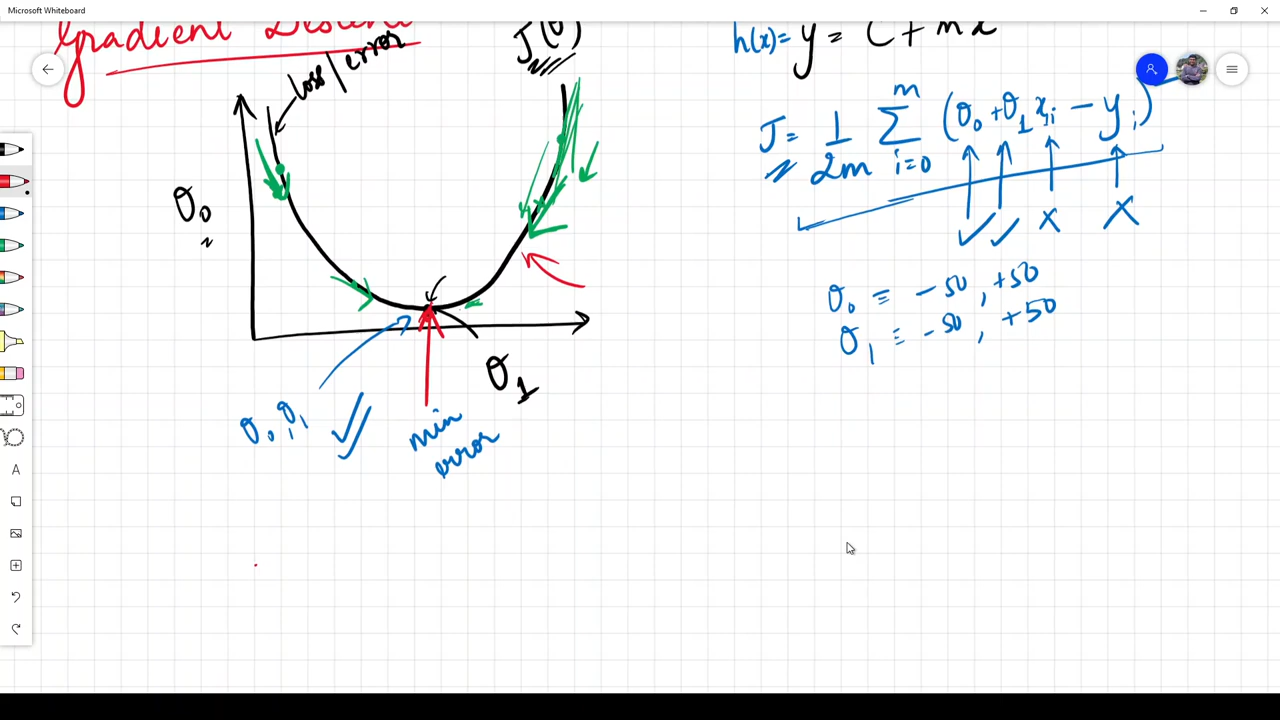 Microsoft Whiteboard
Gradient Descent
loss/error
J(θ)
h(x)= y = C + mx
J = 1/2m Σ m i=0 (θ₀+θ₁xᵢ − yᵢ)
θ₀
✓ ✓ × ×
θ₀ ≡ −50, +50
θ₁ ≡ −50, +50
θ₁
θ₀, θ₁
min
error
A